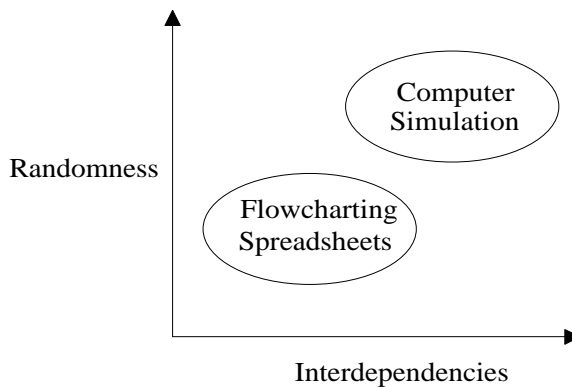 Computer
Simulation
Randomness
Flowcharting
Spreadsheets
Interdependencies